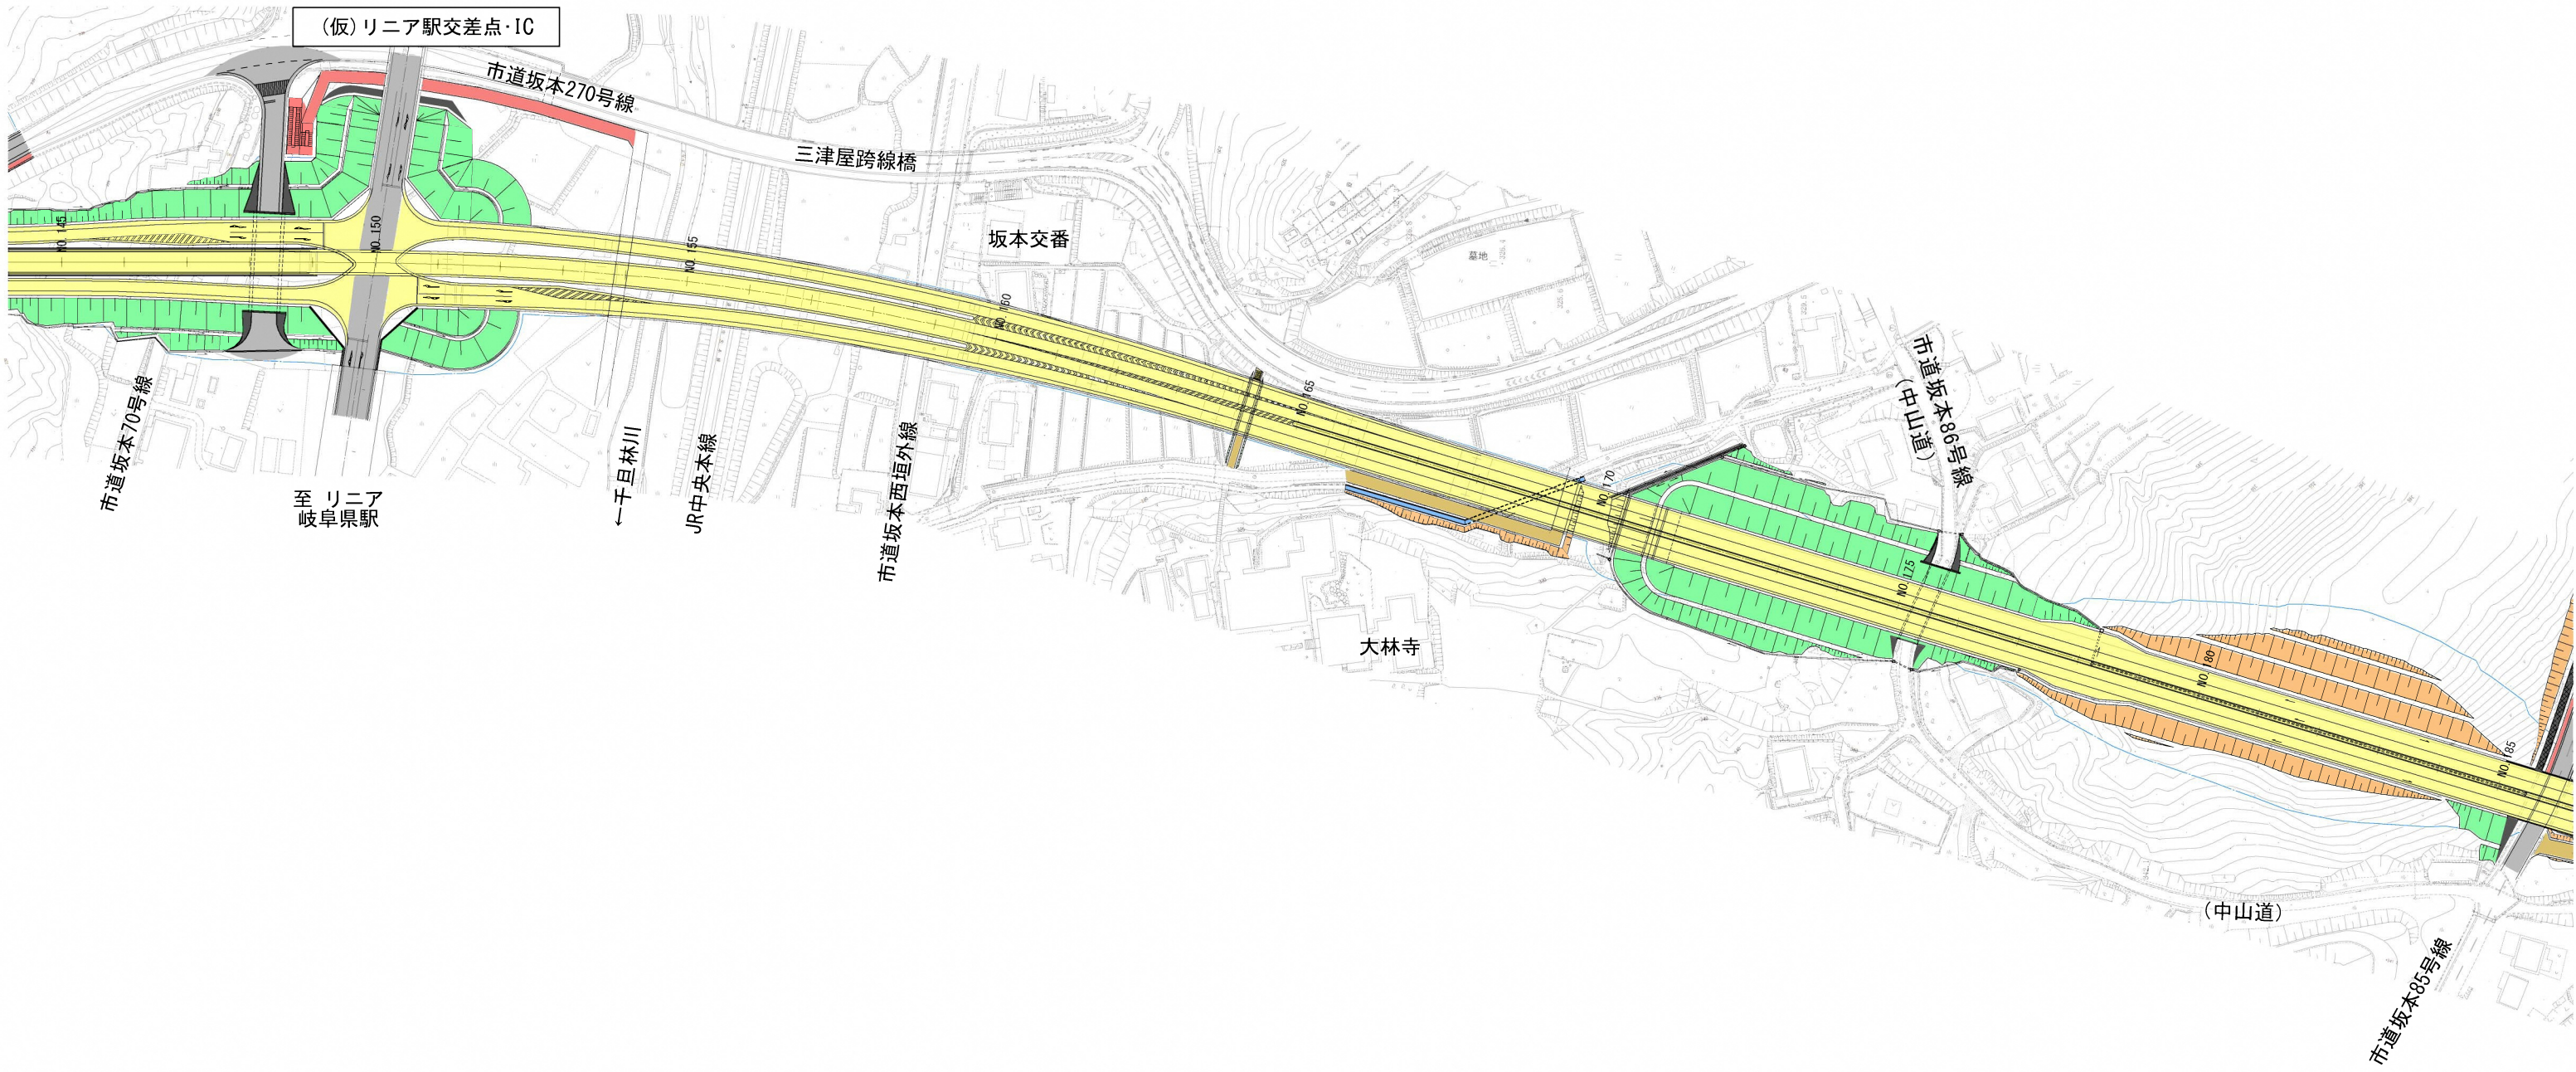 (仮)リニア駅交差点・IC
市道坂本270号線
三津屋跨線橋
坂本交番
墓地
NO.145
NO.150
NO.155
NO.160
NO.165
NO.170
NO.175
NO.180
NO.185
市道坂本86号線
(中山道)
市道坂本70号線
至 リニア
岐阜県駅
←千旦林川
JR中央本線
市道坂本西垣外線
大林寺
(中山道)
市道坂本85号線